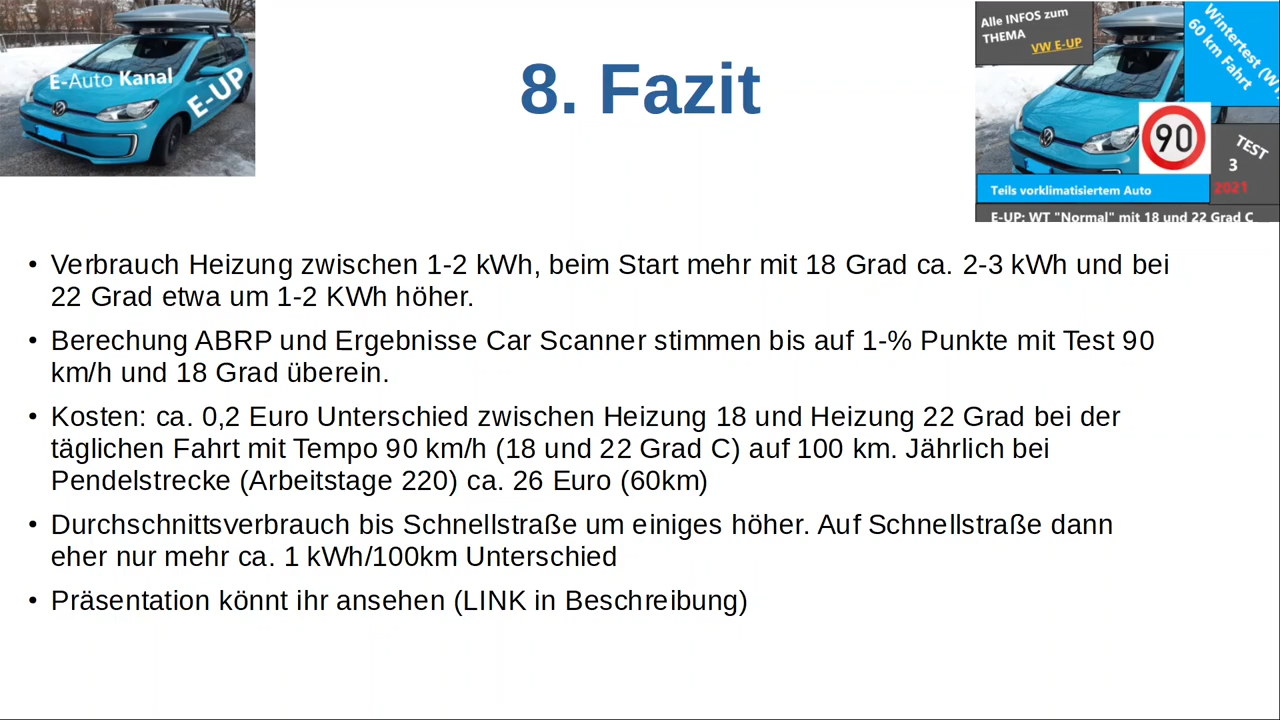 E-Auto Kanal
E-UP
8. Fazit
Alle INFOS zum
THEMA
VW E-UP
Wintertest (WT)
60 km Fahrt
90
TEST
3
2021
Teils vorklimatisiertem Auto
E-UP: WT "Normal" mit 18 und 22 Grad C
• Verbrauch Heizung zwischen 1-2 kWh, beim Start mehr mit 18 Grad ca. 2-3 kWh und bei
22 Grad etwa um 1-2 KWh höher.
• Berechung ABRP und Ergebnisse Car Scanner stimmen bis auf 1-% Punkte mit Test 90
km/h und 18 Grad überein.
• Kosten: ca. 0,2 Euro Unterschied zwischen Heizung 18 und Heizung 22 Grad bei der
täglichen Fahrt mit Tempo 90 km/h (18 und 22 Grad C) auf 100 km. Jährlich bei
Pendelstrecke (Arbeitstage 220) ca. 26 Euro (60km)
• Durchschnittsverbrauch bis Schnellstraße um einiges höher. Auf Schnellstraße dann
eher nur mehr ca. 1 kWh/100km Unterschied
• Präsentation könnt ihr ansehen (LINK in Beschreibung)